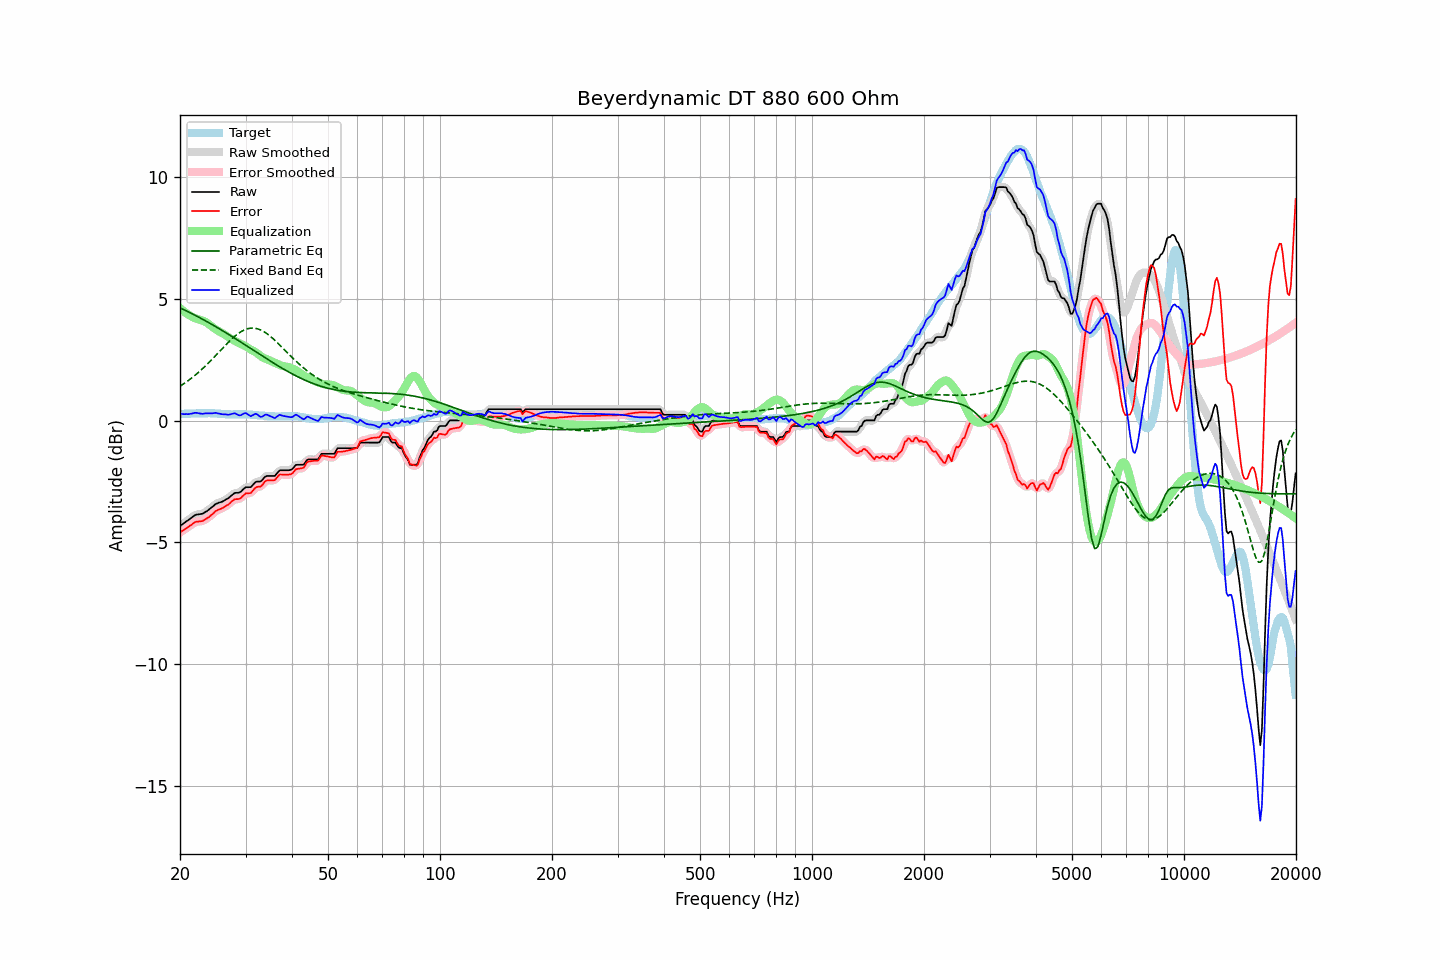 Beyerdynamic DT 880 600 Ohm
Target
Raw Smoothed
Error Smoothed
Raw
Error
Equalization
Parametric Eq
Fixed Band Eq
Equalized
Amplitude (dBr)
10
5
0
−5
−10
−15
20 50 100 200 500 1000 2000 5000 10000 20000
Frequency (Hz)